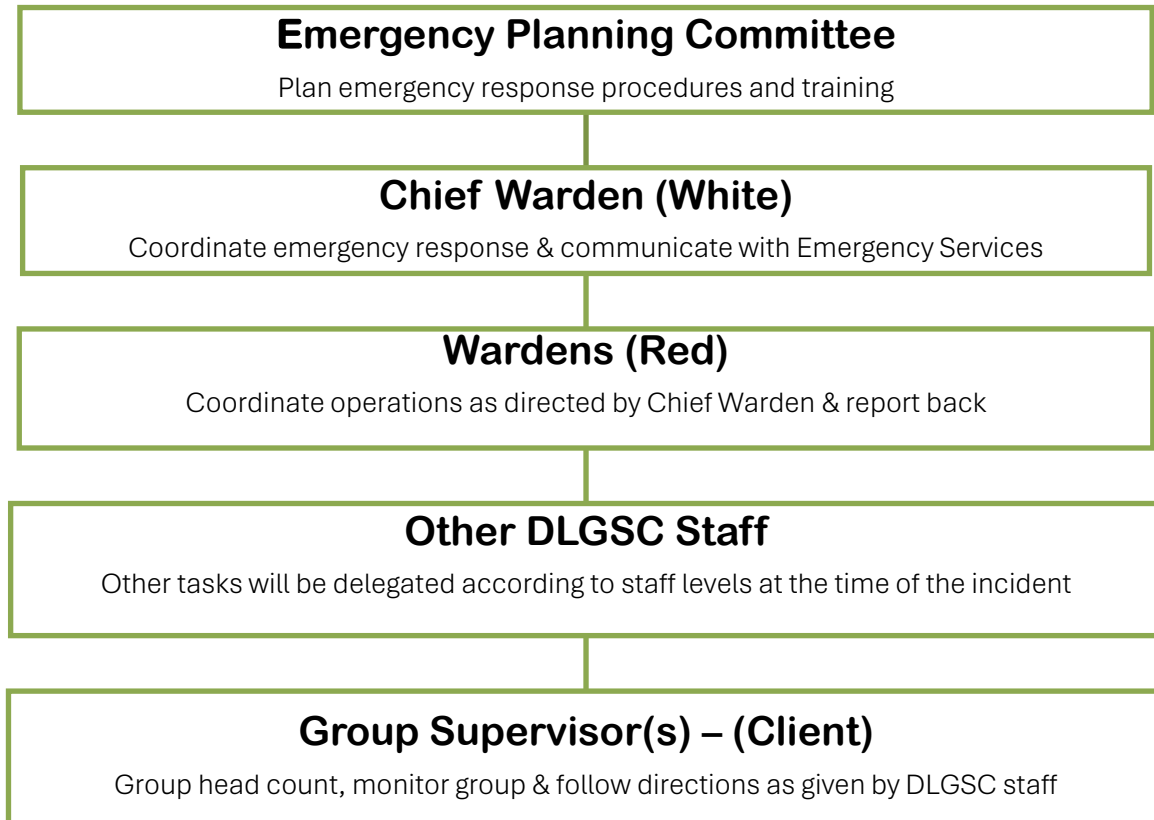 Emergency Planning Committee
Plan emergency response procedures and training
Chief Warden (White)
Coordinate emergency response & communicate with Emergency Services
Wardens (Red)
Coordinate operations as directed by Chief Warden & report back
Other DLGSC Staff
Other tasks will be delegated according to staff levels at the time of the incident
Group Supervisor(s) – (Client)
Group head count, monitor group & follow directions as given by DLGSC staff